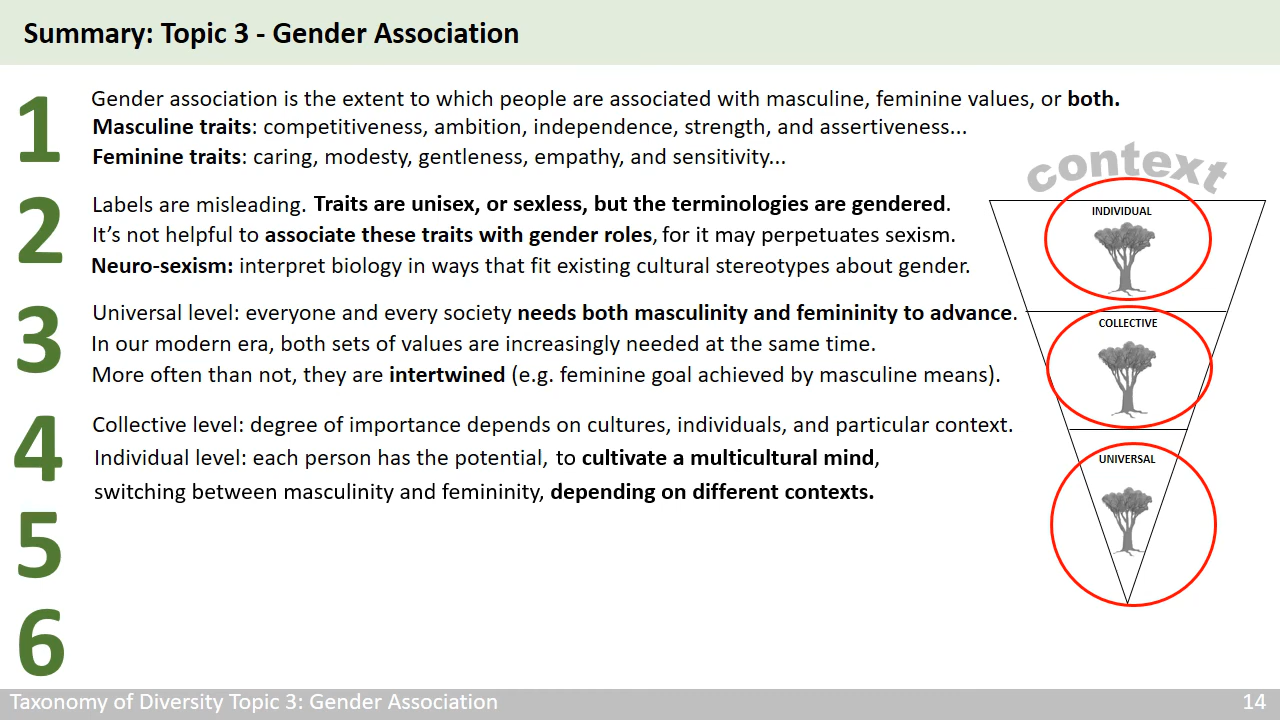 Summary: Topic 3 - Gender Association
1
Gender association is the extent to which people are associated with masculine, feminine values, or both.
Masculine traits: competitiveness, ambition, independence, strength, and assertiveness...
Feminine traits: caring, modesty, gentleness, empathy, and sensitivity...
2
Labels are misleading. Traits are unisex, or sexless, but the terminologies are gendered.
It's not helpful to associate these traits with gender roles, for it may perpetuates sexism.
Neuro-sexism: interpret biology in ways that fit existing cultural stereotypes about gender.
3
Universal level: everyone and every society needs both masculinity and femininity to advance.
In our modern era, both sets of values are increasingly needed at the same time.
More often than not, they are intertwined (e.g. feminine goal achieved by masculine means).
4
Collective level: degree of importance depends on cultures, individuals, and particular context.
Individual level: each person has the potential, to cultivate a multicultural mind,
switching between masculinity and femininity, depending on different contexts.
5
6
context
INDIVIDUAL
COLLECTIVE
UNIVERSAL
Taxonomy of Diversity Topic 3: Gender Association
14